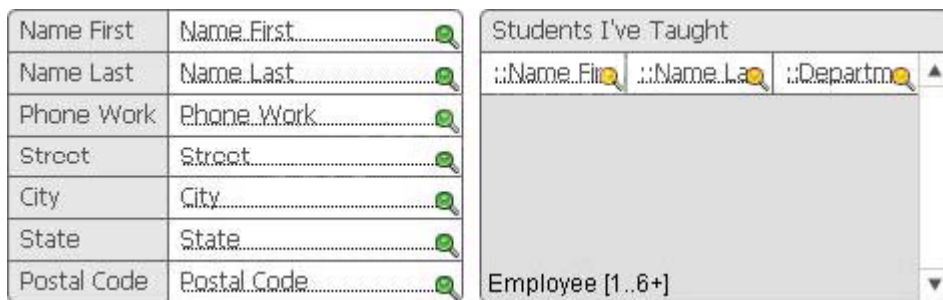 Name First Name First
Name Last Name Last
Phone Work Phone Work
Street Street
City City
State State
Postal Code Postal Code
Students I've Taught
::Name Fir ::Name La ::Departme
Employee [1..6+]